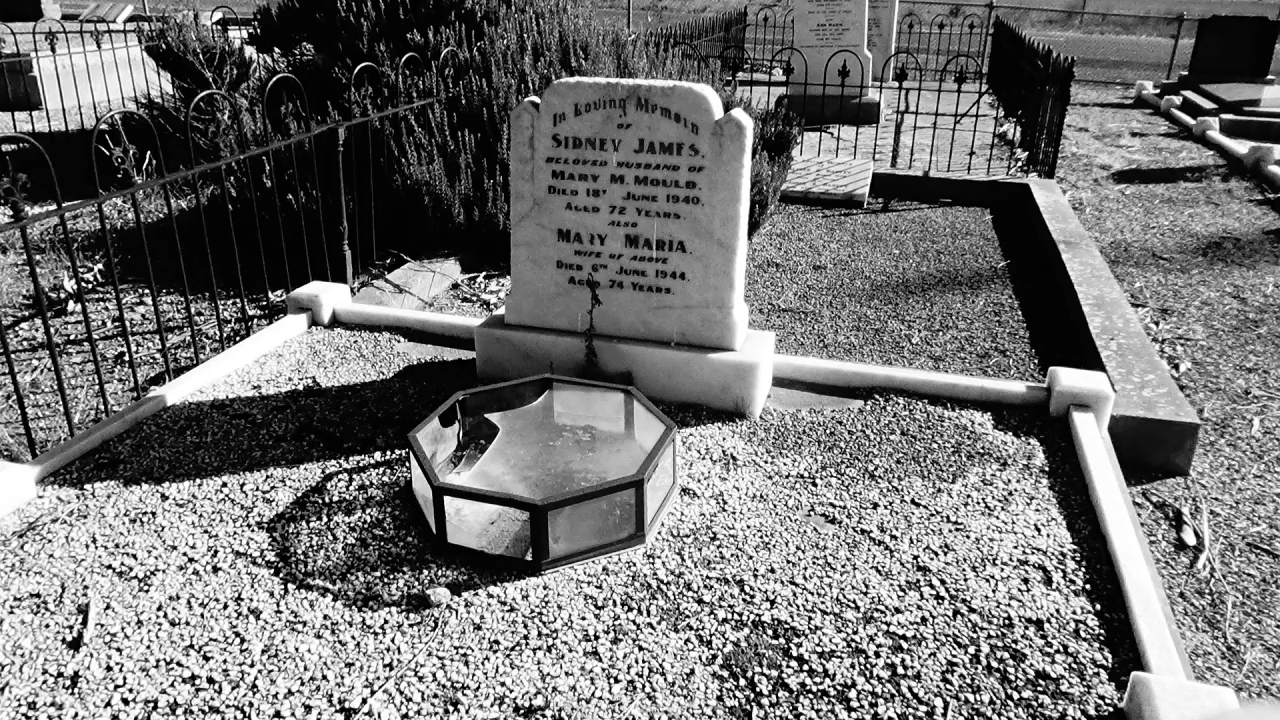 In Loving Memory
OF
SIDNEY JAMES,
BELOVED HUSBAND OF
MARY M. MOULD.
DIED 18T JUNE 1940,
AGED 72 YEARS.
ALSO
MARY MARIA.
WIFE OF ABOVE
DIED 6TH JUNE 1944.
AGED 74 YEARS.